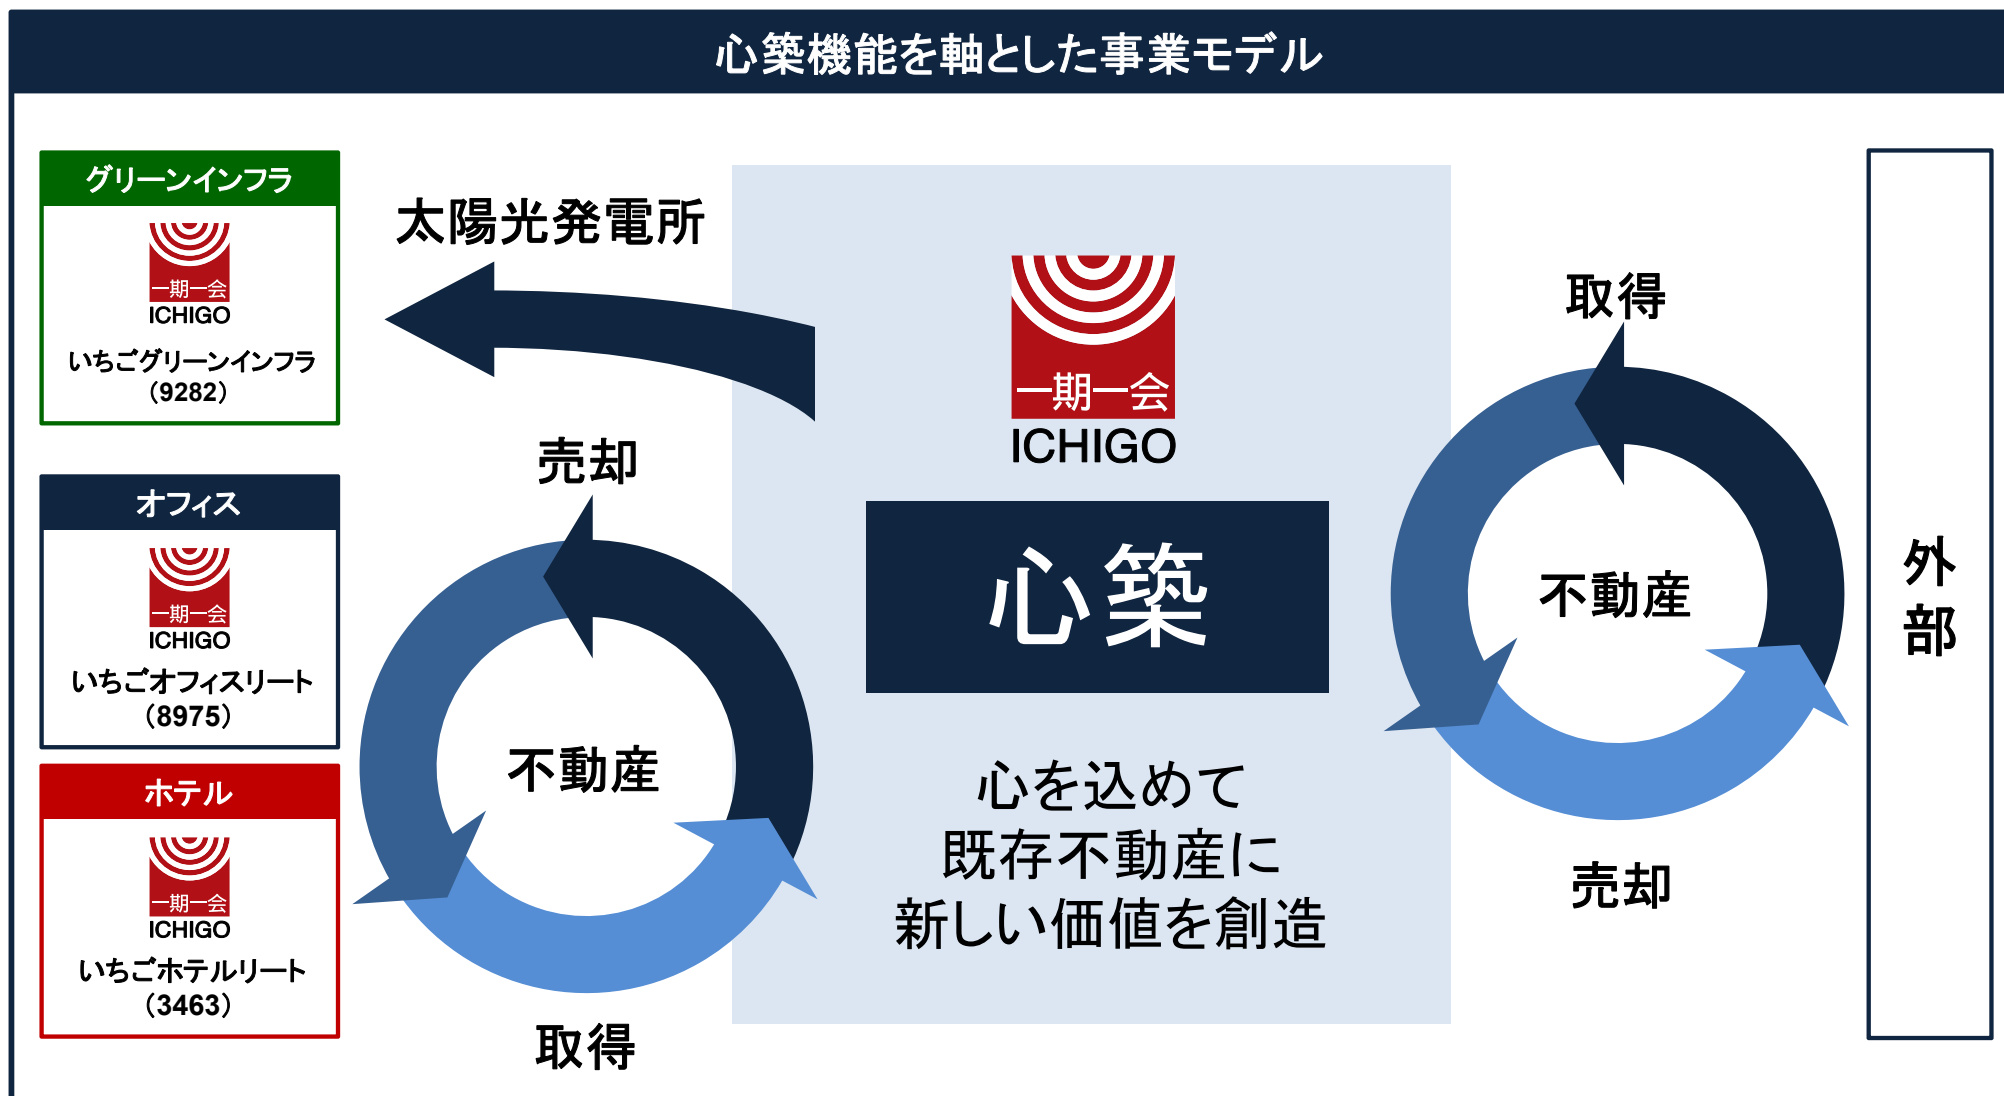 心築機能を軸とした事業モデル
グリーンインフラ
一期一会
ICHIGO
いちごグリーンインフラ
（9282）
オフィス
一期一会
ICHIGO
いちごオフィスリート
（8975）
ホテル
一期一会
ICHIGO
いちごホテルリート
（3463）
太陽光発電所
売却
不動産
取得
一期一会
ICHIGO
心築
心を込めて
既存不動産に
新しい価値を創造
取得
不動産
売却
外
部